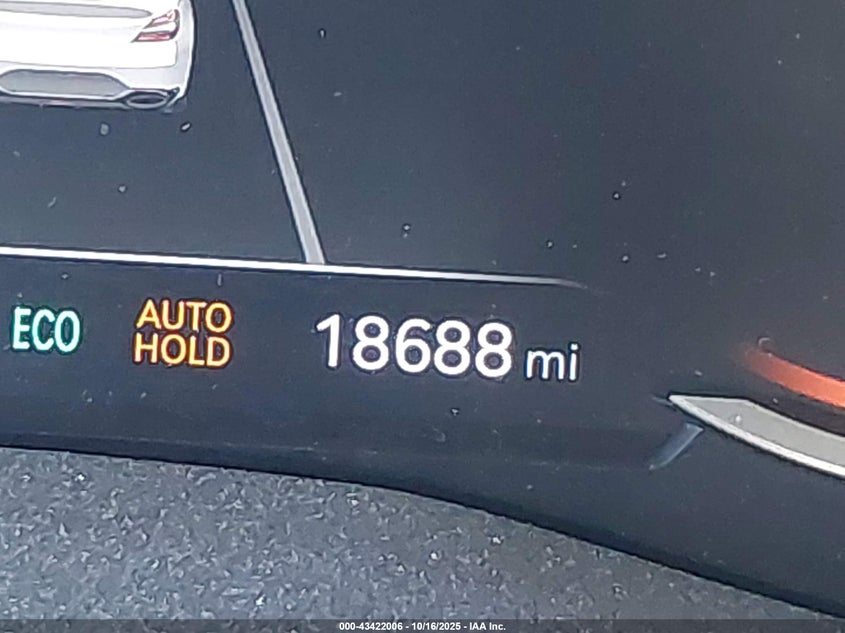 ECO
AUTO
HOLD
18688 mi
000-43422006 - 10/16/2025 - IAA Inc.